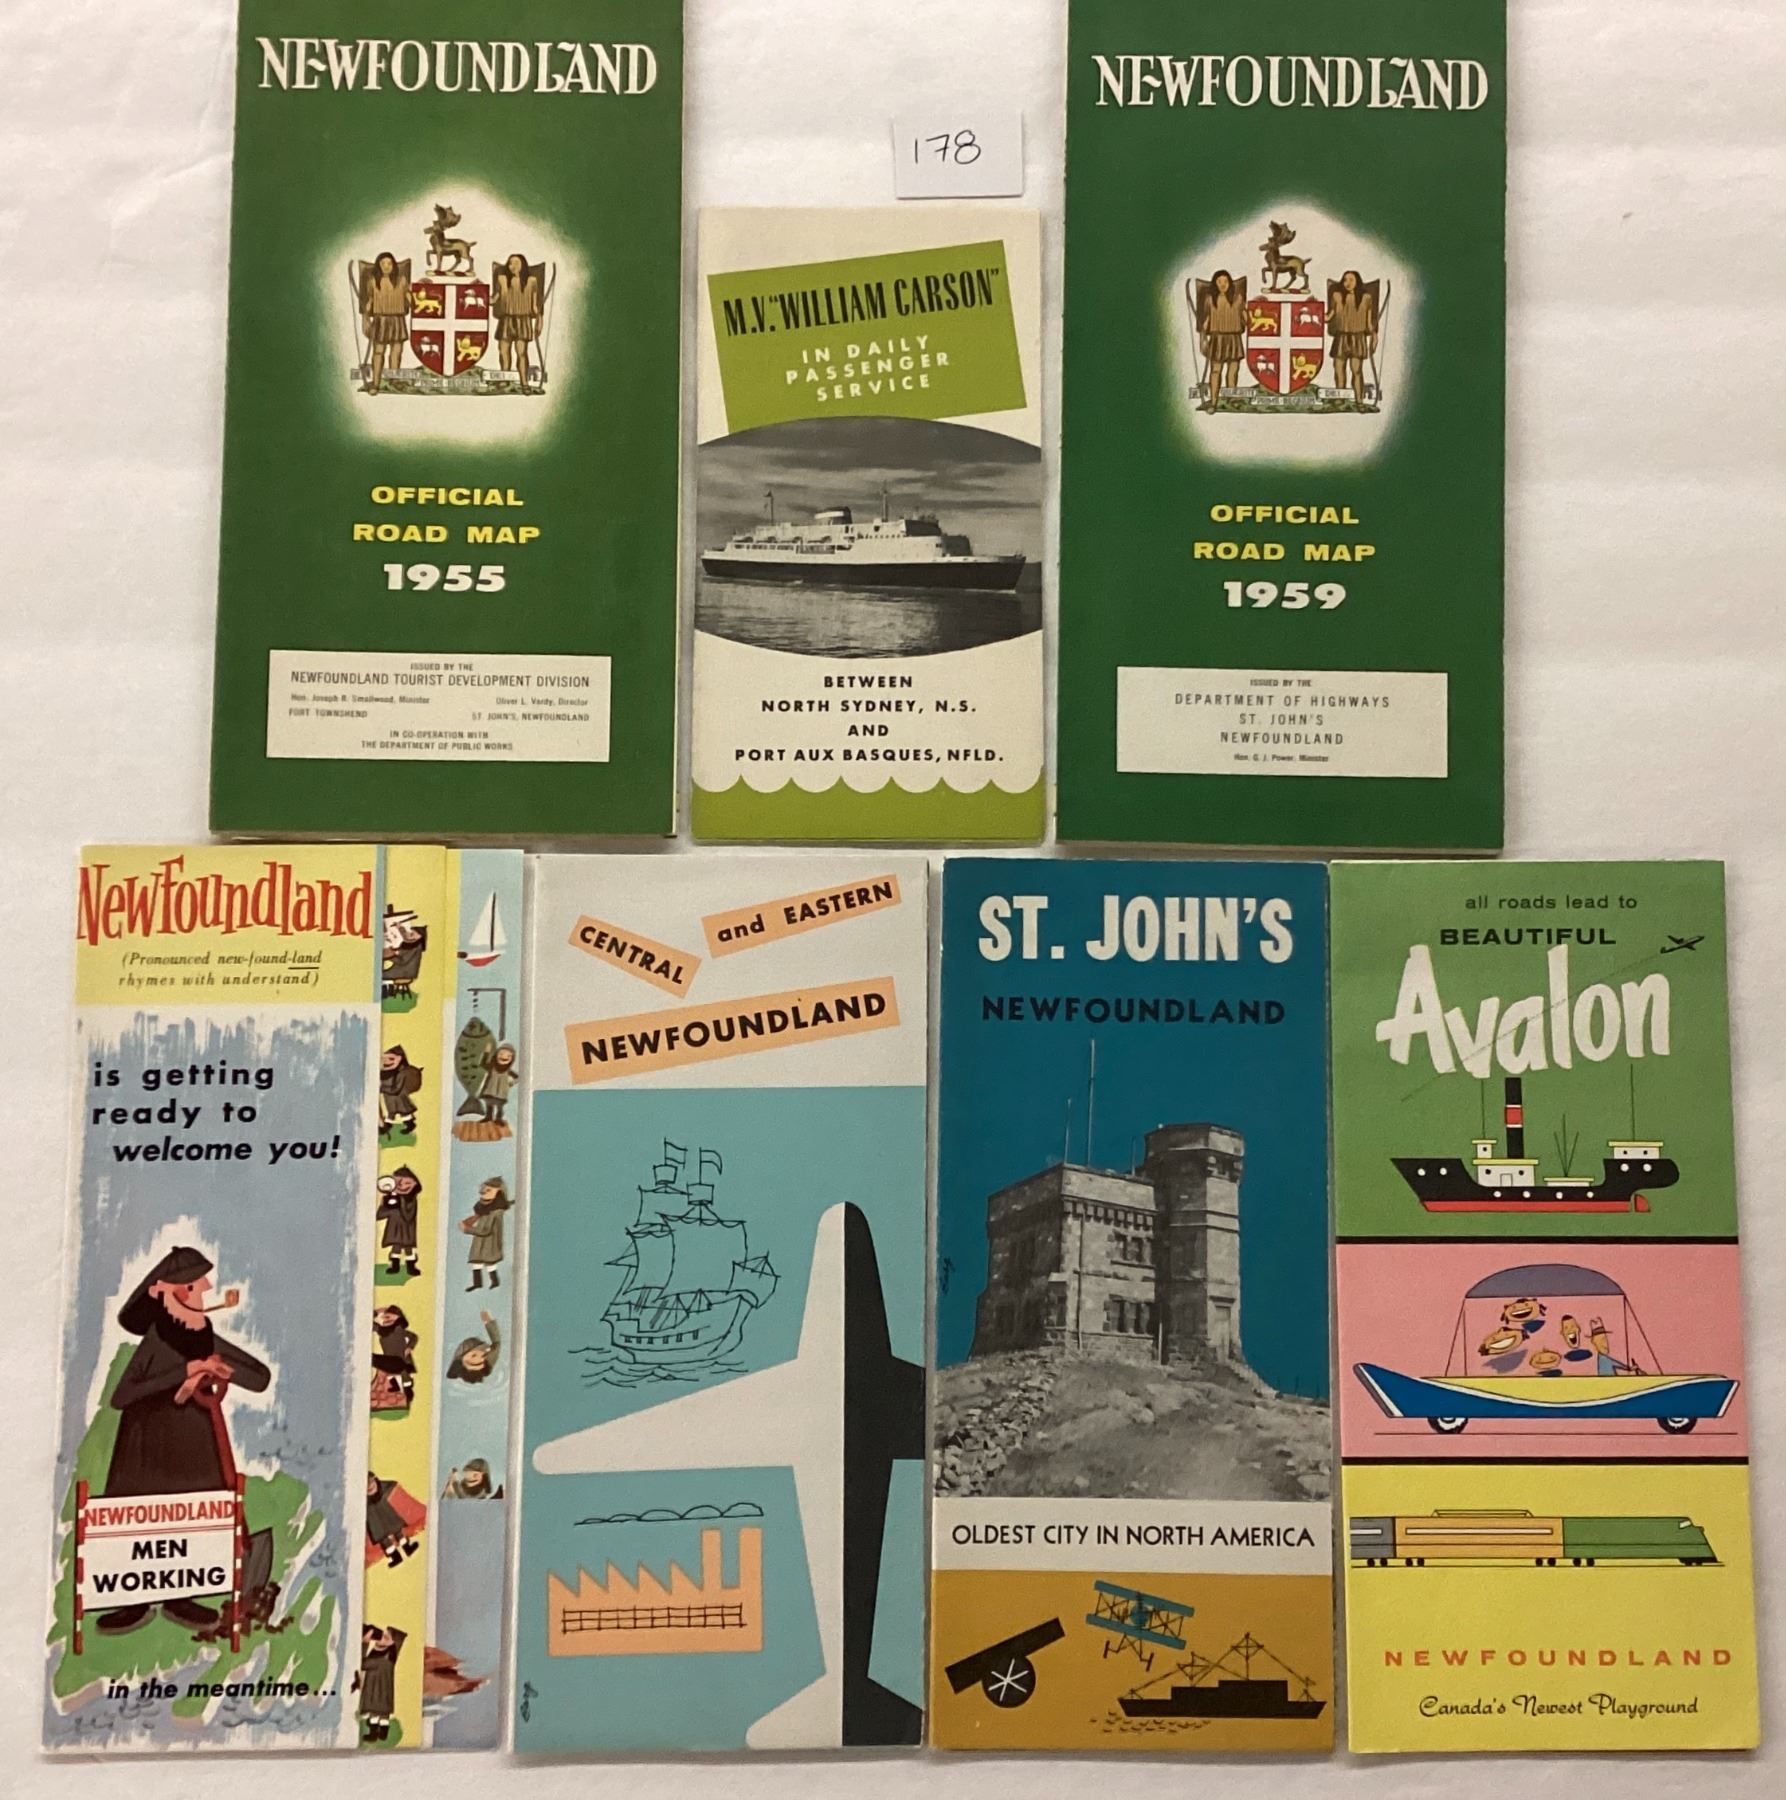 NEWFOUNDLAND
OFFICIAL
ROAD MAP
1955
ISSUED BY THE
NEWFOUNDLAND TOURIST DEVELOPMENT DIVISION
Hon. Joseph R. Smallwood, Minister
Oliver L. Vardy, Director
FORT TOWNSHEND
ST. JOHN'S, NEWFOUNDLAND
IN CO-OPERATION WITH
THE DEPARTMENT OF PUBLIC WORKS
178
M.V. "WILLIAM CARSON"
IN DAILY
PASSENGER
SERVICE
BETWEEN
NORTH SYDNEY, N.S.
AND
PORT AUX BASQUES, NFLD.
NEWFOUNDLAND
OFFICIAL
ROAD MAP
1959
ISSUED BY THE
DEPARTMENT OF HIGHWAYS
ST. JOHN'S
NEWFOUNDLAND
Hon. G. J. Power, Minister
Newfoundland
(Pronounced new-found-land
rhymes with understand)
is getting
ready to
welcome you!
NEWFOUNDLAND
MEN
WORKING
in the meantime...
CENTRAL
and EASTERN
NEWFOUNDLAND
ST. JOHN'S
NEWFOUNDLAND
OLDEST CITY IN NORTH AMERICA
all roads lead to
BEAUTIFUL
Avalon
NEWFOUNDLAND
Canada's Newest Playground